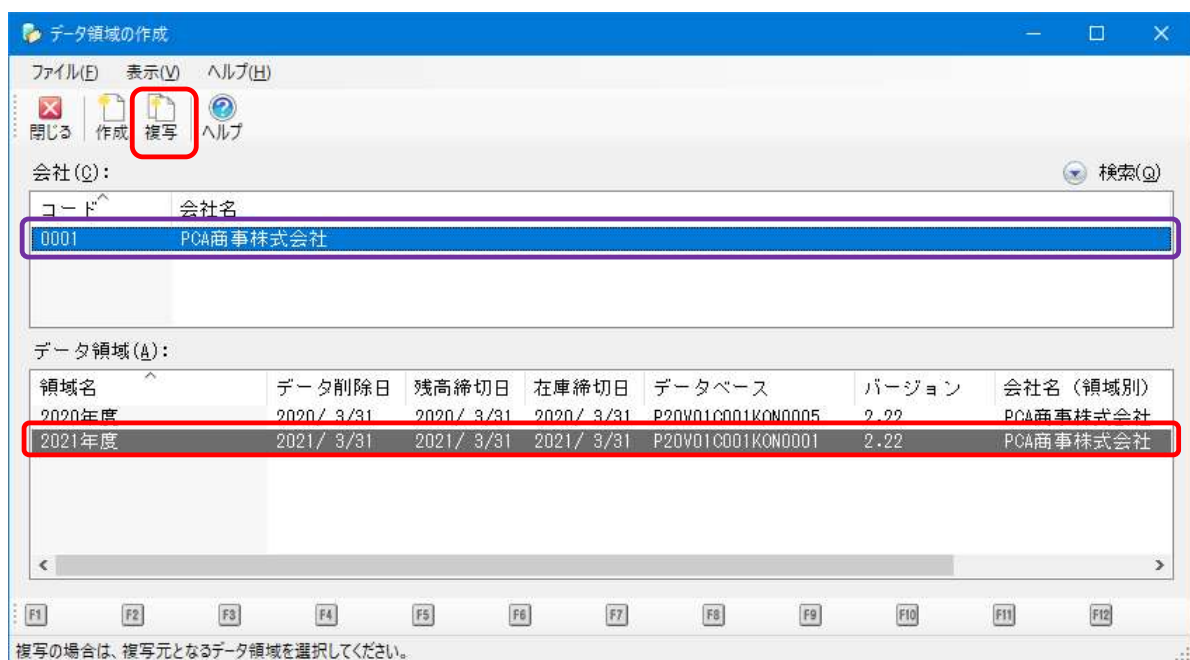 データ領域の作成
ファイル(F) 表示(V) ヘルプ(H)
閉じる 作成 複写 ヘルプ
会社(C): 検索(Q)
コード 会社名
0001 PCA商事株式会社
データ領域(A):
領域名 データ削除日 残高締切日 在庫締切日 データベース バージョン 会社名（領域別）
2020年度 2020/ 3/31 2020/ 3/31 2020/ 3/31 P20V01C001KON0005 2.22 PCA商事株式会社
2021年度 2021/ 3/31 2021/ 3/31 2021/ 3/31 P20V01C001KON0001 2.22 PCA商事株式会社
F1 F2 F3 F4 F5 F6 F7 F8 F9 F10 F11 F12
複写の場合は、複写元となるデータ領域を選択してください。